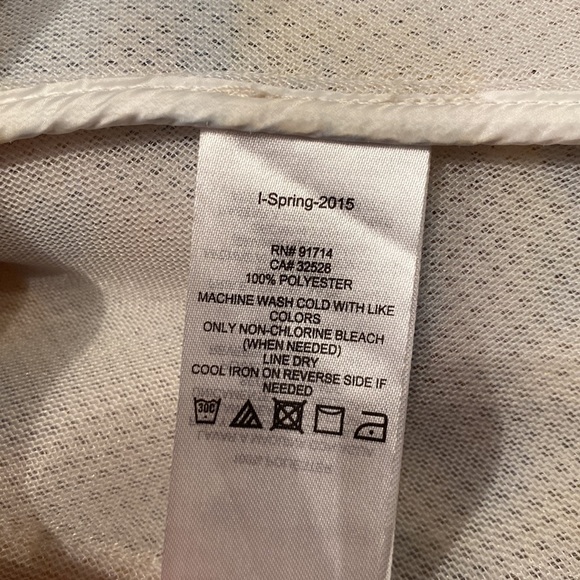 I-Spring-2015
RN# 91714
CA# 32528
100% POLYESTER
MACHINE WASH COLD WITH LIKE
COLORS
ONLY NON-CHLORINE BLEACH
(WHEN NEEDED)
LINE DRY
COOL IRON ON REVERSE SIDE IF
NEEDED
30C